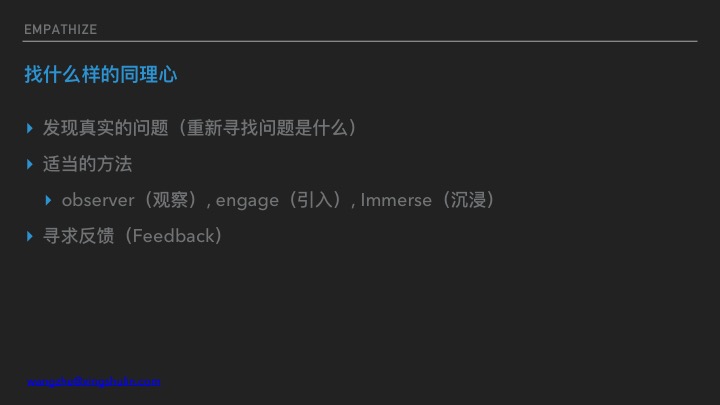 EMPATHIZE
找什么样的同理心
发现真实的问题（重新寻找问题是什么）
适当的方法
observer（观察）, engage（引入）, Immerse（沉浸）
寻求反馈（Feedback）